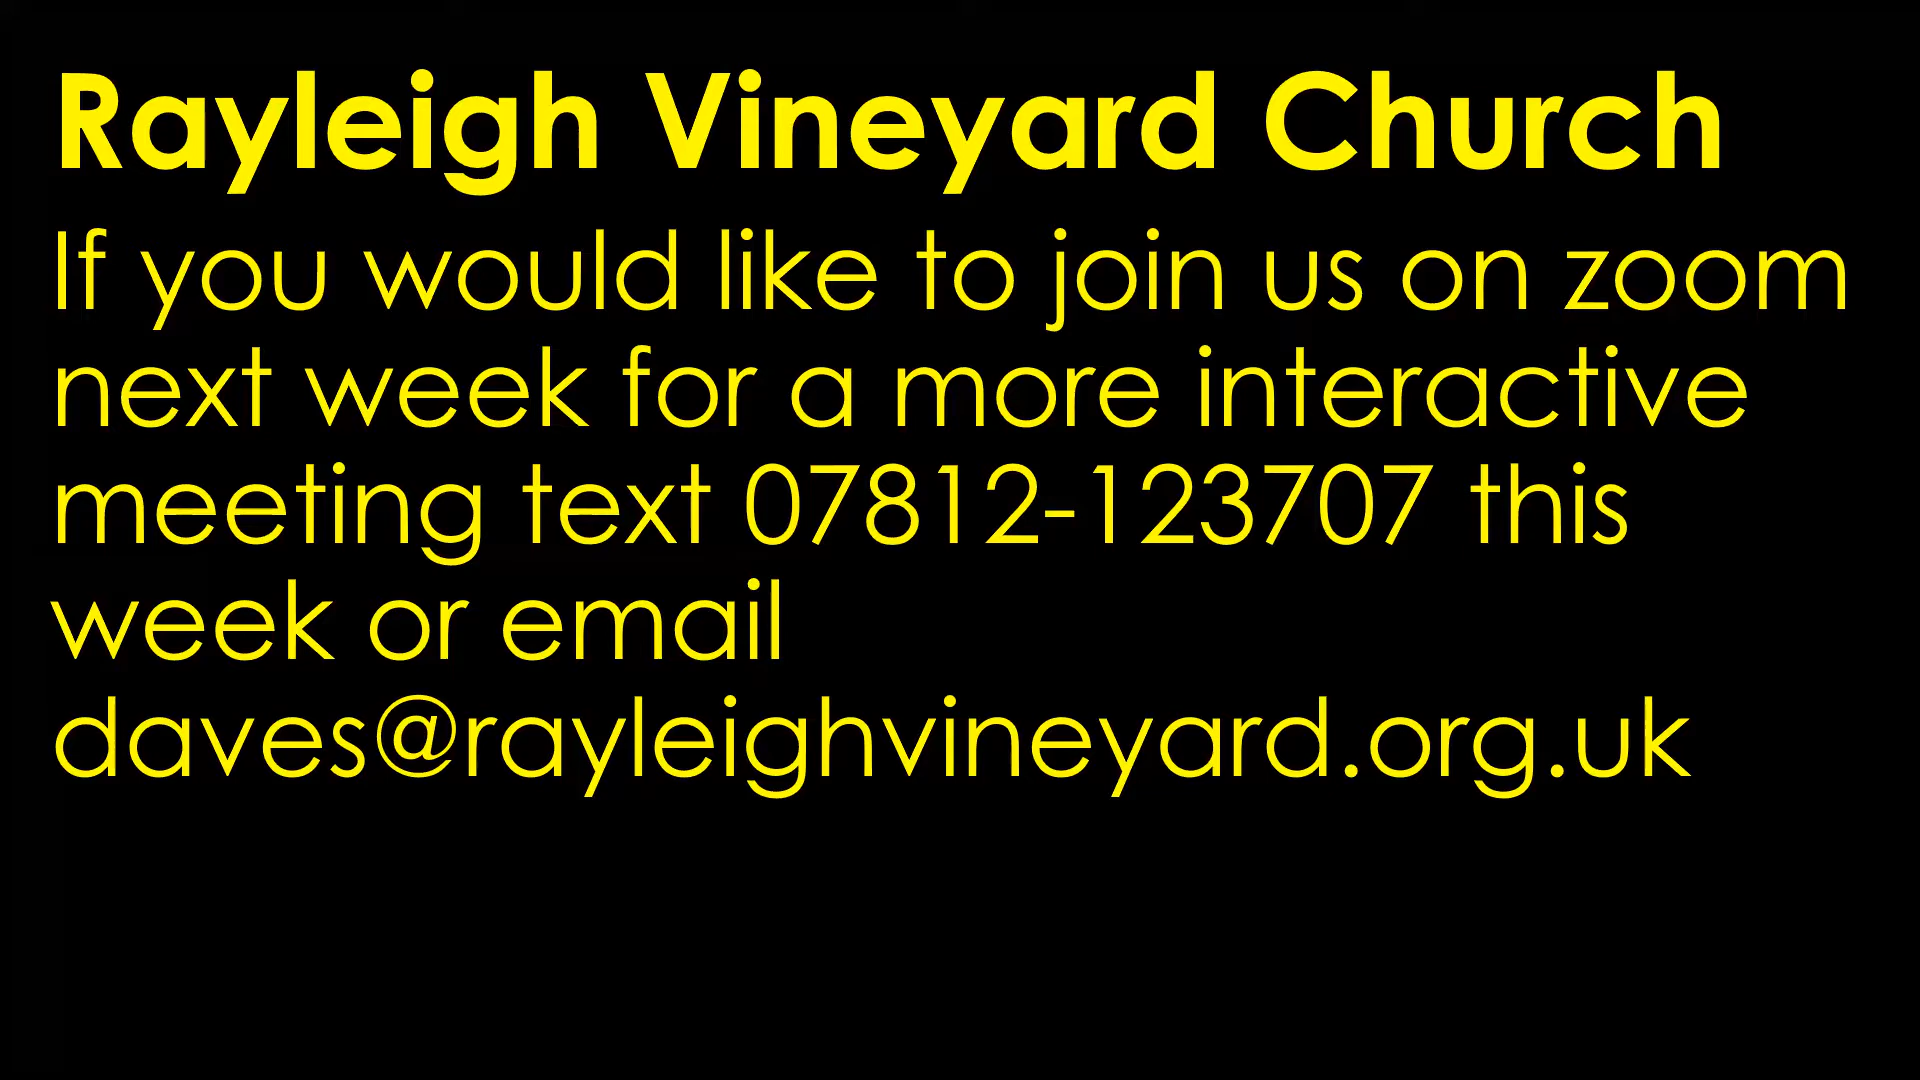 Rayleigh Vineyard Church
If you would like to join us on zoom
next week for a more interactive
meeting text 07812-123707 this
week or email
daves@rayleighvineyard.org.uk